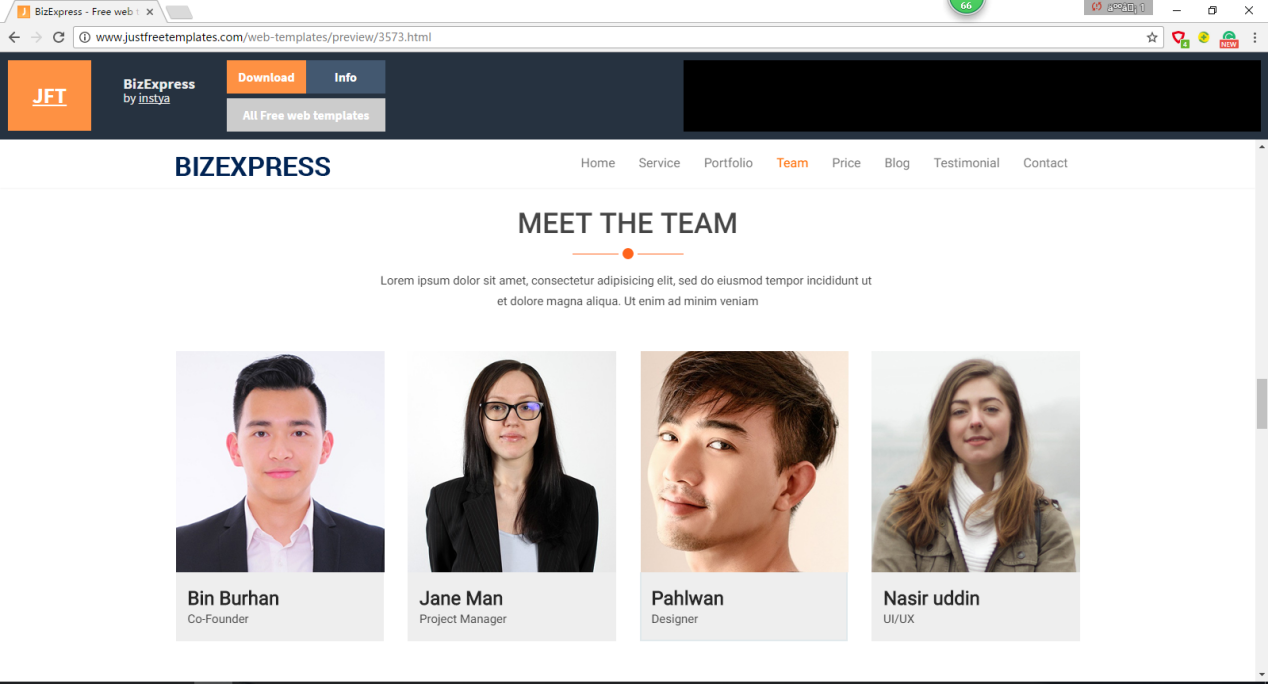 BizExpress - Free web t
66
www.justfreetemplates.com/web-templates/preview/3573.html
4
NEW
JFT
BizExpress
by instya
Download
Info
All Free web templates
BIZEXPRESS
Home Service Portfolio Team Price Blog Testimonial Contact
MEET THE TEAM
Lorem ipsum dolor sit amet, consectetur adipisicing elit, sed do eiusmod tempor incididunt ut
et dolore magna aliqua. Ut enim ad minim veniam
Bin Burhan
Co-Founder
Jane Man
Project Manager
Pahlwan
Designer
Nasir uddin
UI/UX